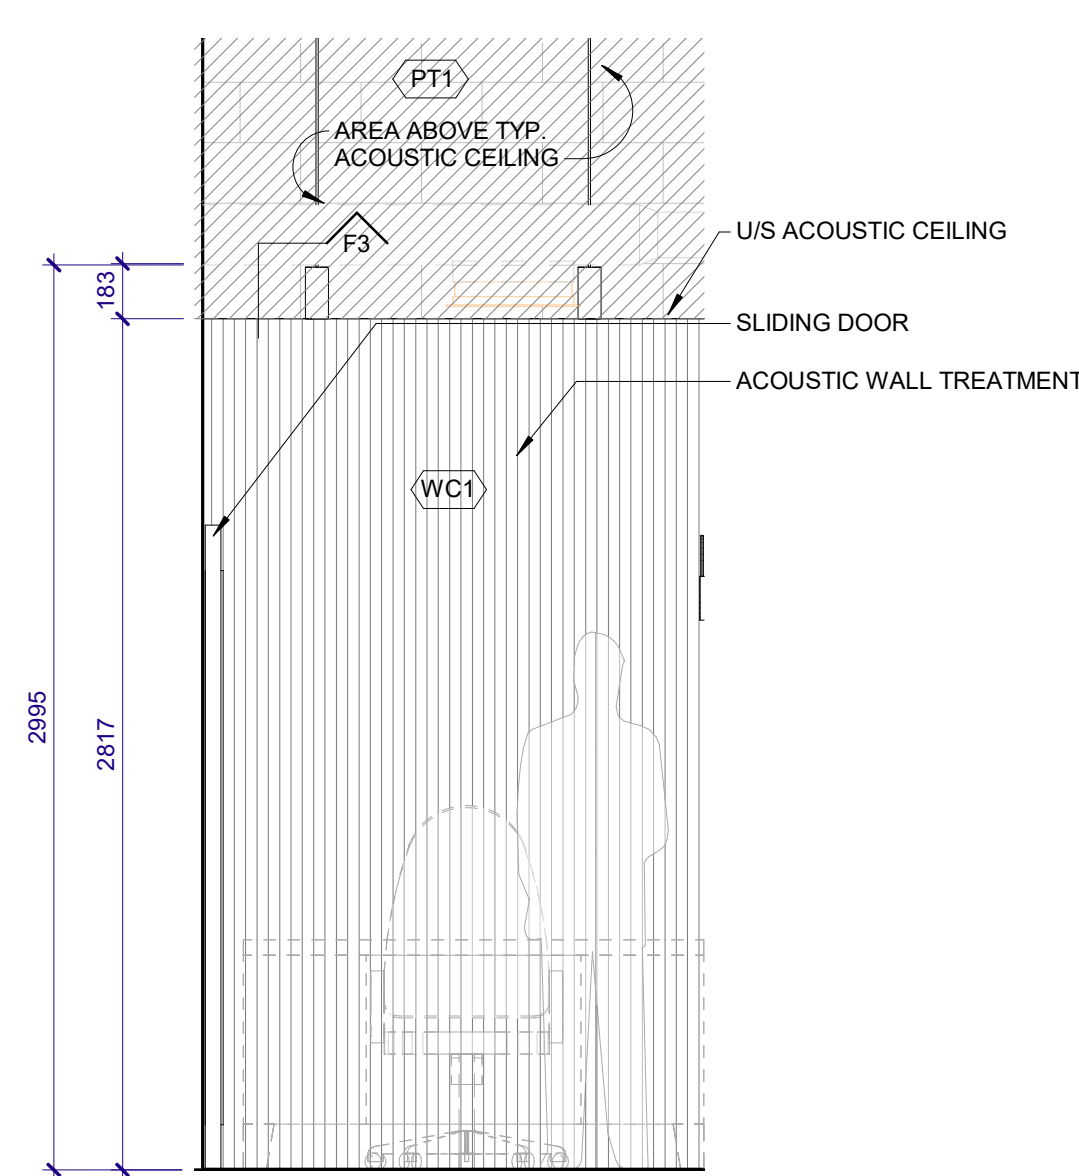 PT1
AREA ABOVE TYP.
ACOUSTIC CEILING
F3
U/S ACOUSTIC CEILING
183
SLIDING DOOR
ACOUSTIC WALL TREATMENT
WC1
2995
2817